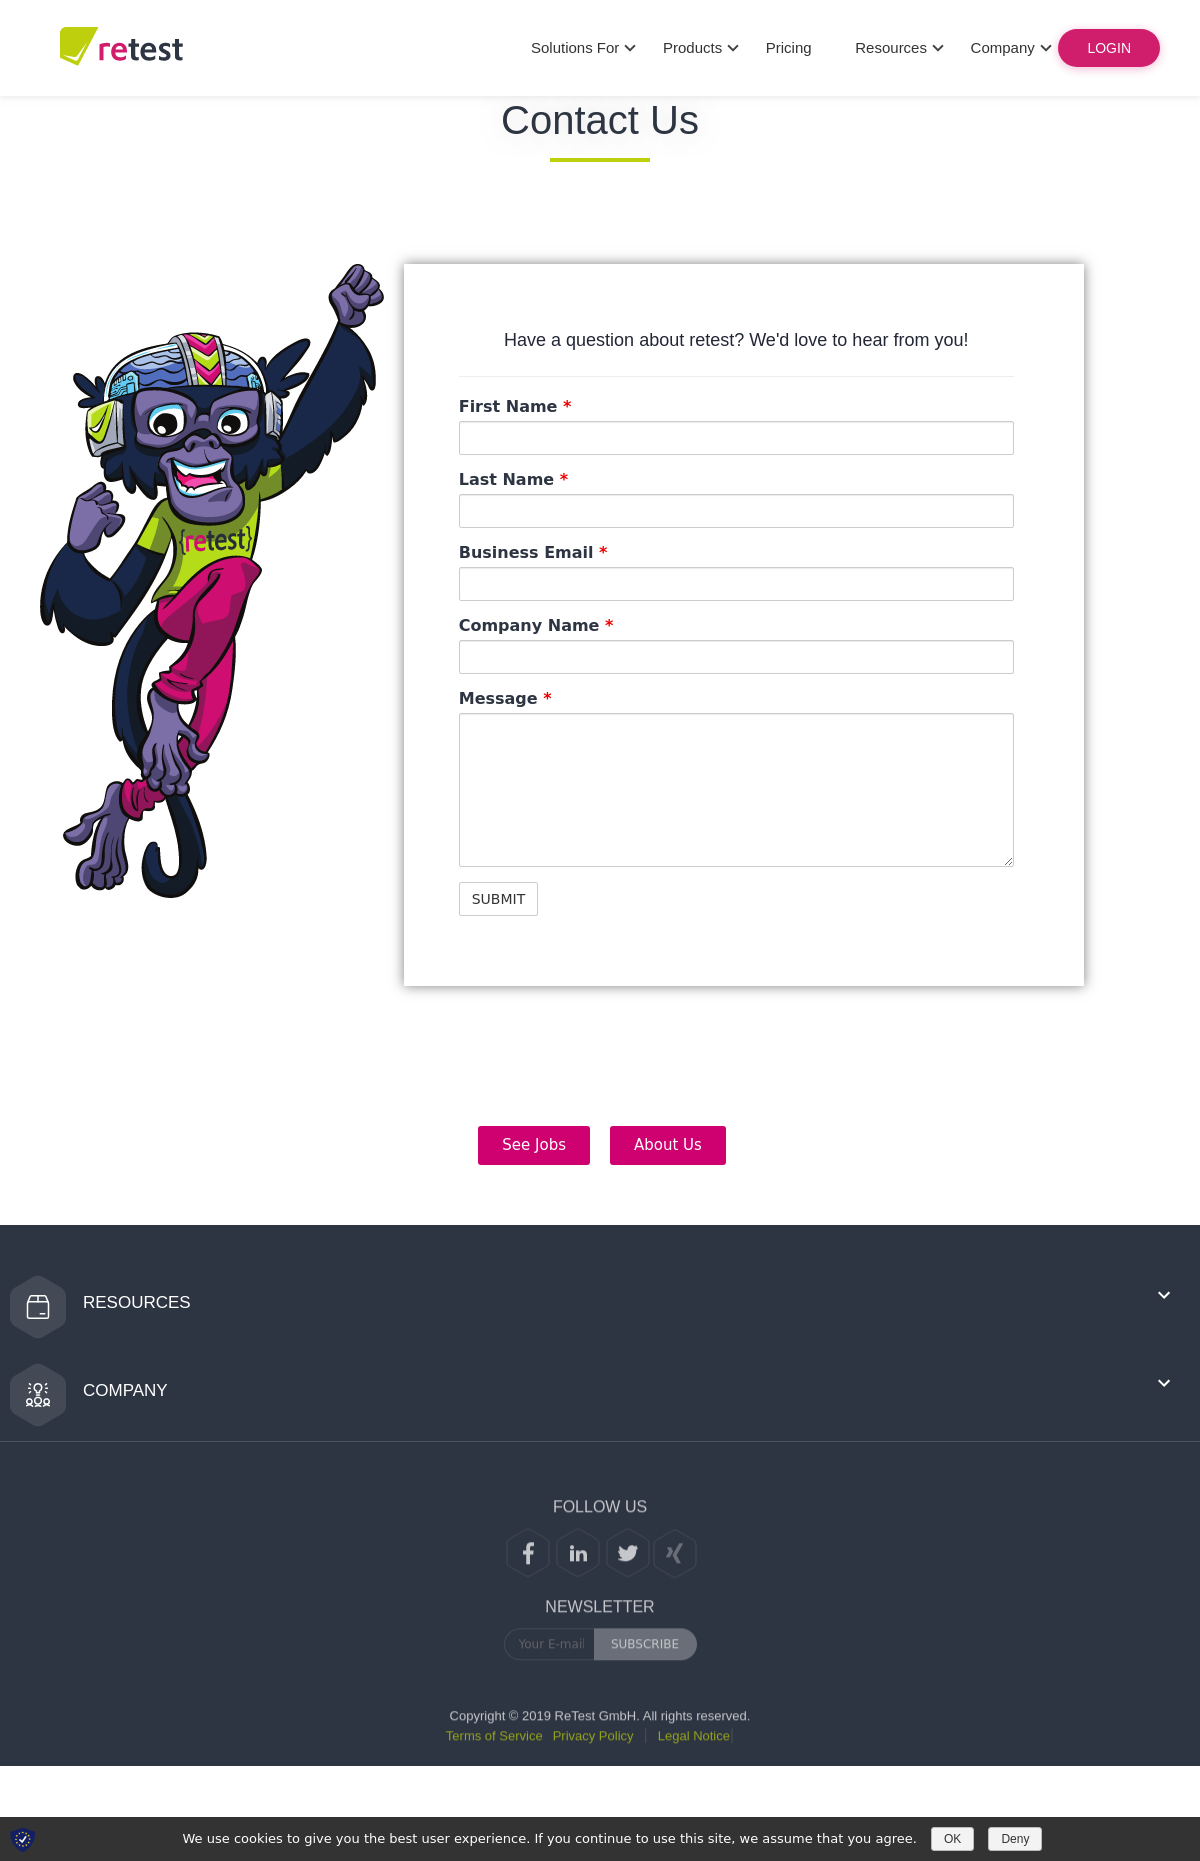 retest
Solutions For
Products
Pricing
Resources
Company
LOGIN
Contact Us
{retest}
Have a question about retest? We'd love to hear from you!
First Name *
Last Name *
Business Email *
Company Name *
Message *
SUBMIT
See Jobs
About Us
RESOURCES
COMPANY
FOLLOW US
NEWSLETTER
Your E-mail
SUBSCRIBE
Copyright © 2019 ReTest GmbH. All rights reserved.
Terms of Service Privacy Policy | Legal Notice|
We use cookies to give you the best user experience. If you continue to use this site, we assume that you agree.
OK
Deny